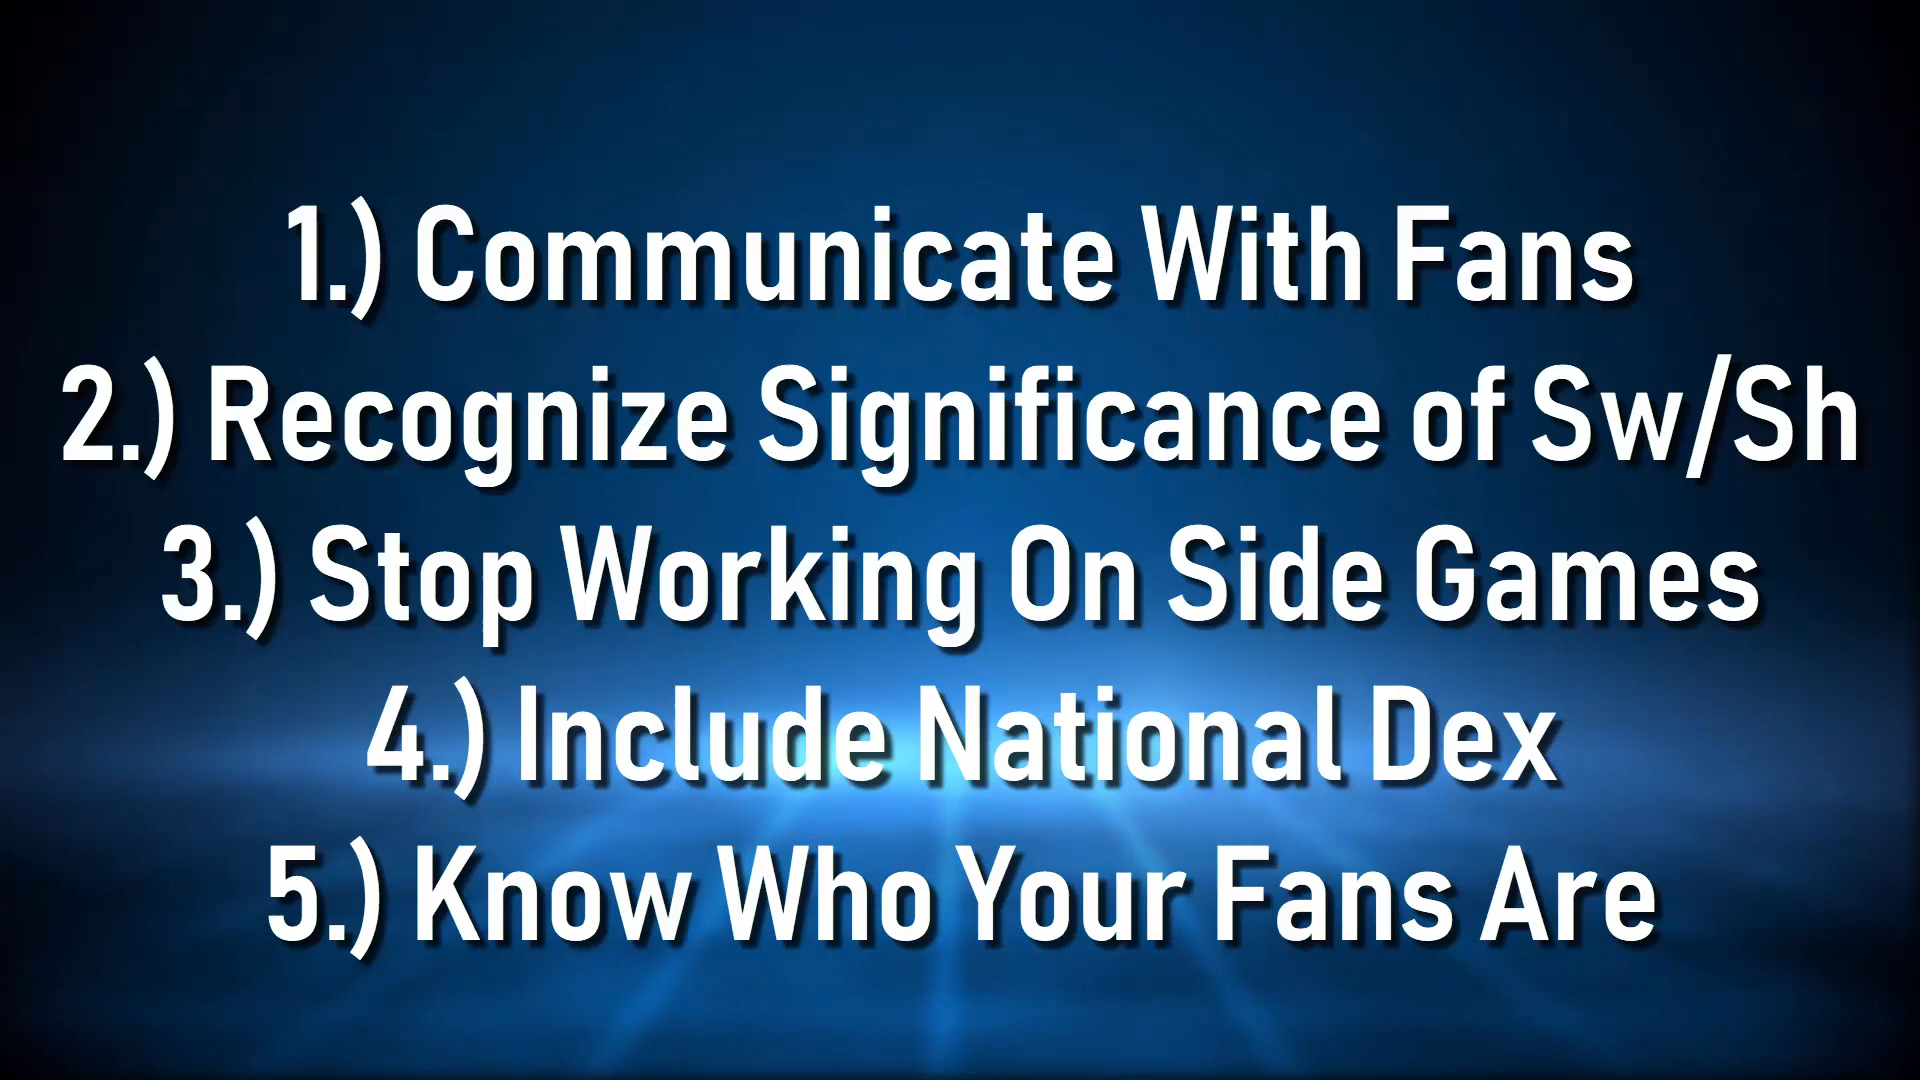 1.) Communicate With Fans
2.) Recognize Significance of Sw/Sh
3.) Stop Working On Side Games
4.) Include National Dex
5.) Know Who Your Fans Are